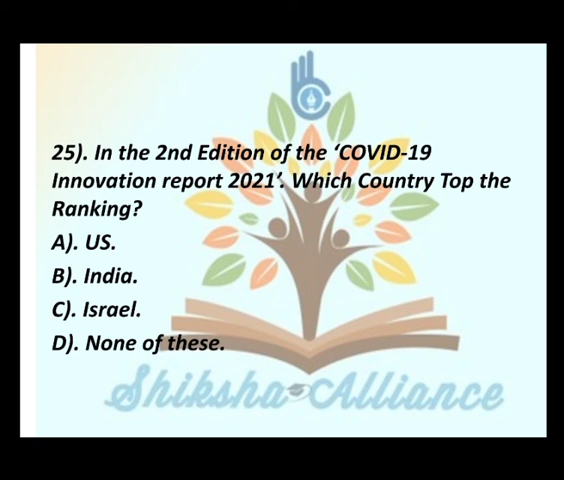 25). In the 2nd Edition of the ‘COVID-19
Innovation report 2021’. Which Country Top the
Ranking?
A). US.
B). India.
C). Israel.
D). None of these.
Shiksha Alliance